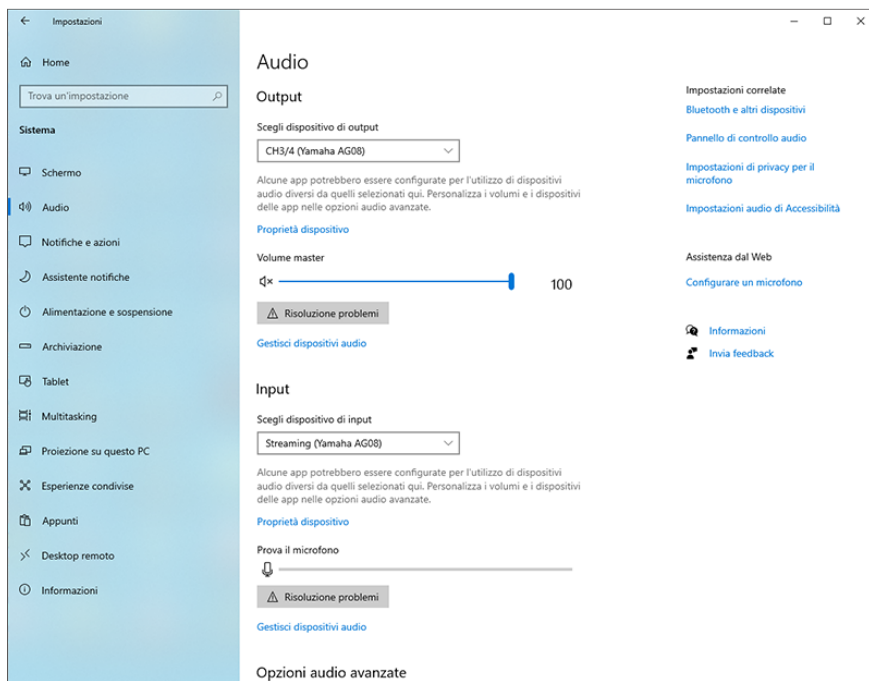 Impostazioni
Home
Trova un'impostazione
Sistema
Schermo
Audio
Notifiche e azioni
Assistente notifiche
Alimentazione e sospensione
Archiviazione
Tablet
Multitasking
Proiezione su questo PC
Esperienze condivise
Appunti
Desktop remoto
Informazioni
Audio
Output
Scegli dispositivo di output
CH3/4 (Yamaha AG08)
Alcune app potrebbero essere configurate per l'utilizzo di dispositivi
audio diversi da quelli selezionati qui. Personalizza i volumi e i dispositivi
delle app nelle opzioni audio avanzate.
Proprietà dispositivo
Volume master
100
Risoluzione problemi
Gestisci dispositivi audio
Input
Scegli dispositivo di input
Streaming (Yamaha AG08)
Alcune app potrebbero essere configurate per l'utilizzo di dispositivi
audio diversi da quelli selezionati qui. Personalizza i volumi e i dispositivi
delle app nelle opzioni audio avanzate.
Proprietà dispositivo
Prova il microfono
Risoluzione problemi
Gestisci dispositivi audio
Opzioni audio avanzate
Impostazioni correlate
Bluetooth e altri dispositivi
Pannello di controllo audio
Impostazioni di privacy per il
microfono
Impostazioni audio di Accessibilità
Assistenza dal Web
Configurare un microfono
Informazioni
Invia feedback